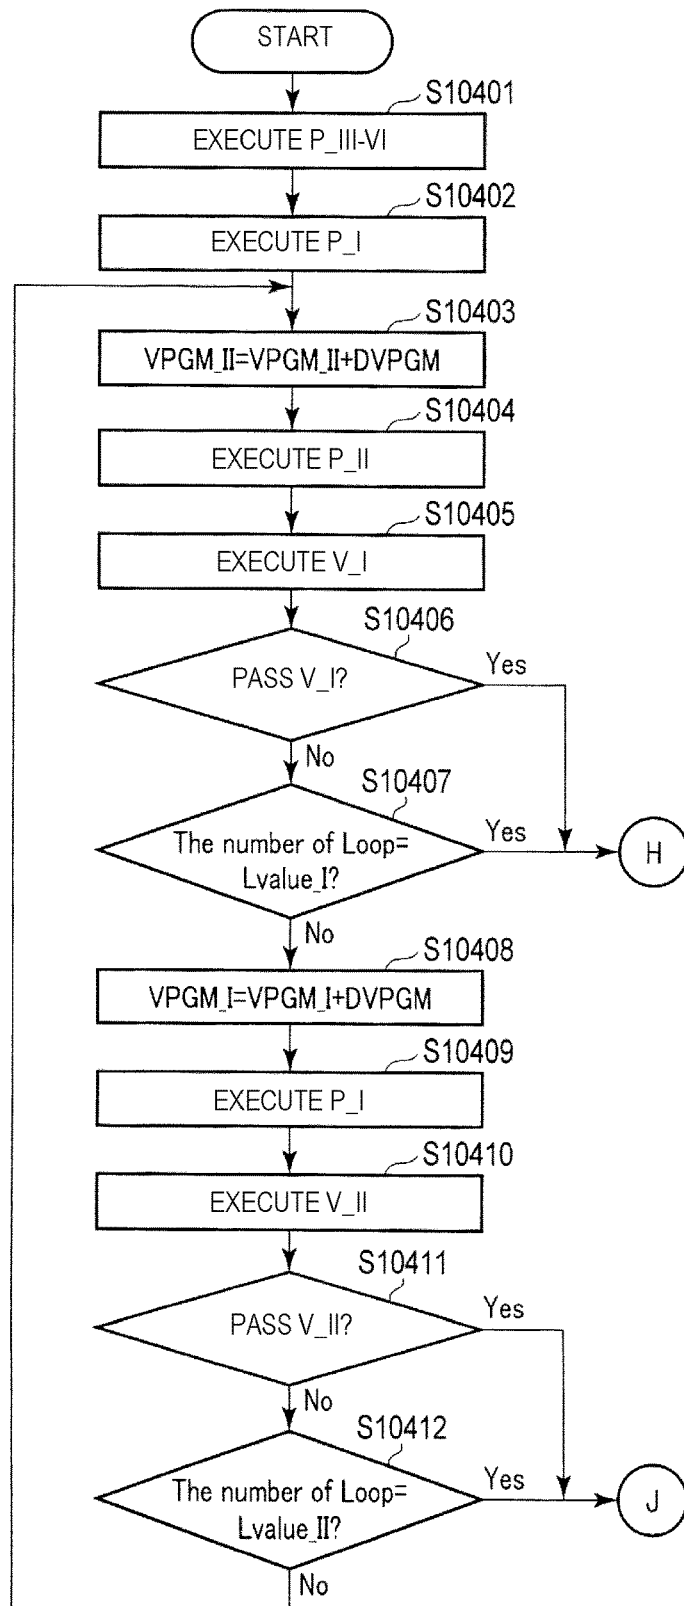 START
S10401
EXECUTE P_III-VI
S10402
EXECUTE P_I
S10403
VPGM_II=VPGM_II+DVPGM
S10404
EXECUTE P_II
S10405
EXECUTE V_I
S10406
PASS V_I?
Yes
No
S10407
The number of Loop=
Lvalue_I?
Yes
H
No
S10408
VPGM_I=VPGM_I+DVPGM
S10409
EXECUTE P_I
S10410
EXECUTE V_II
S10411
PASS V_II?
Yes
No
S10412
The number of Loop=
Lvalue_II?
Yes
J
No